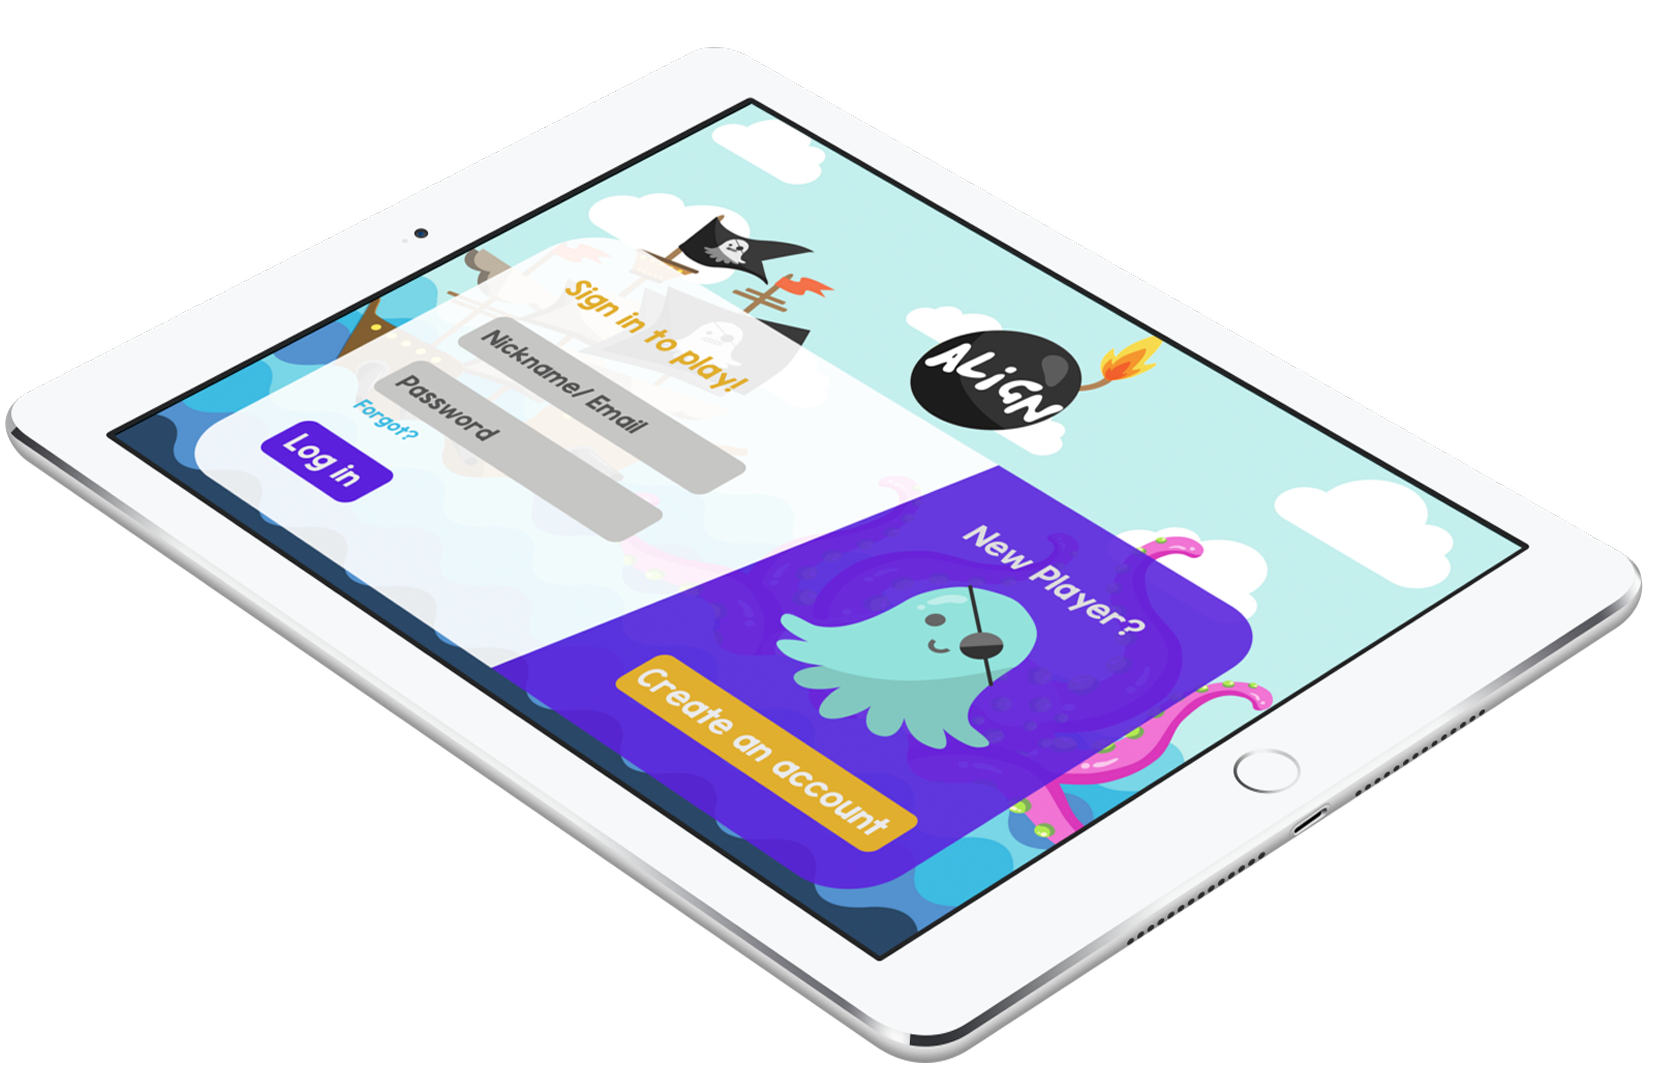 ALiGN
Sign in to play!
Nickname/ Email
Password
Forgot?
Log in
New Player?
Create an account